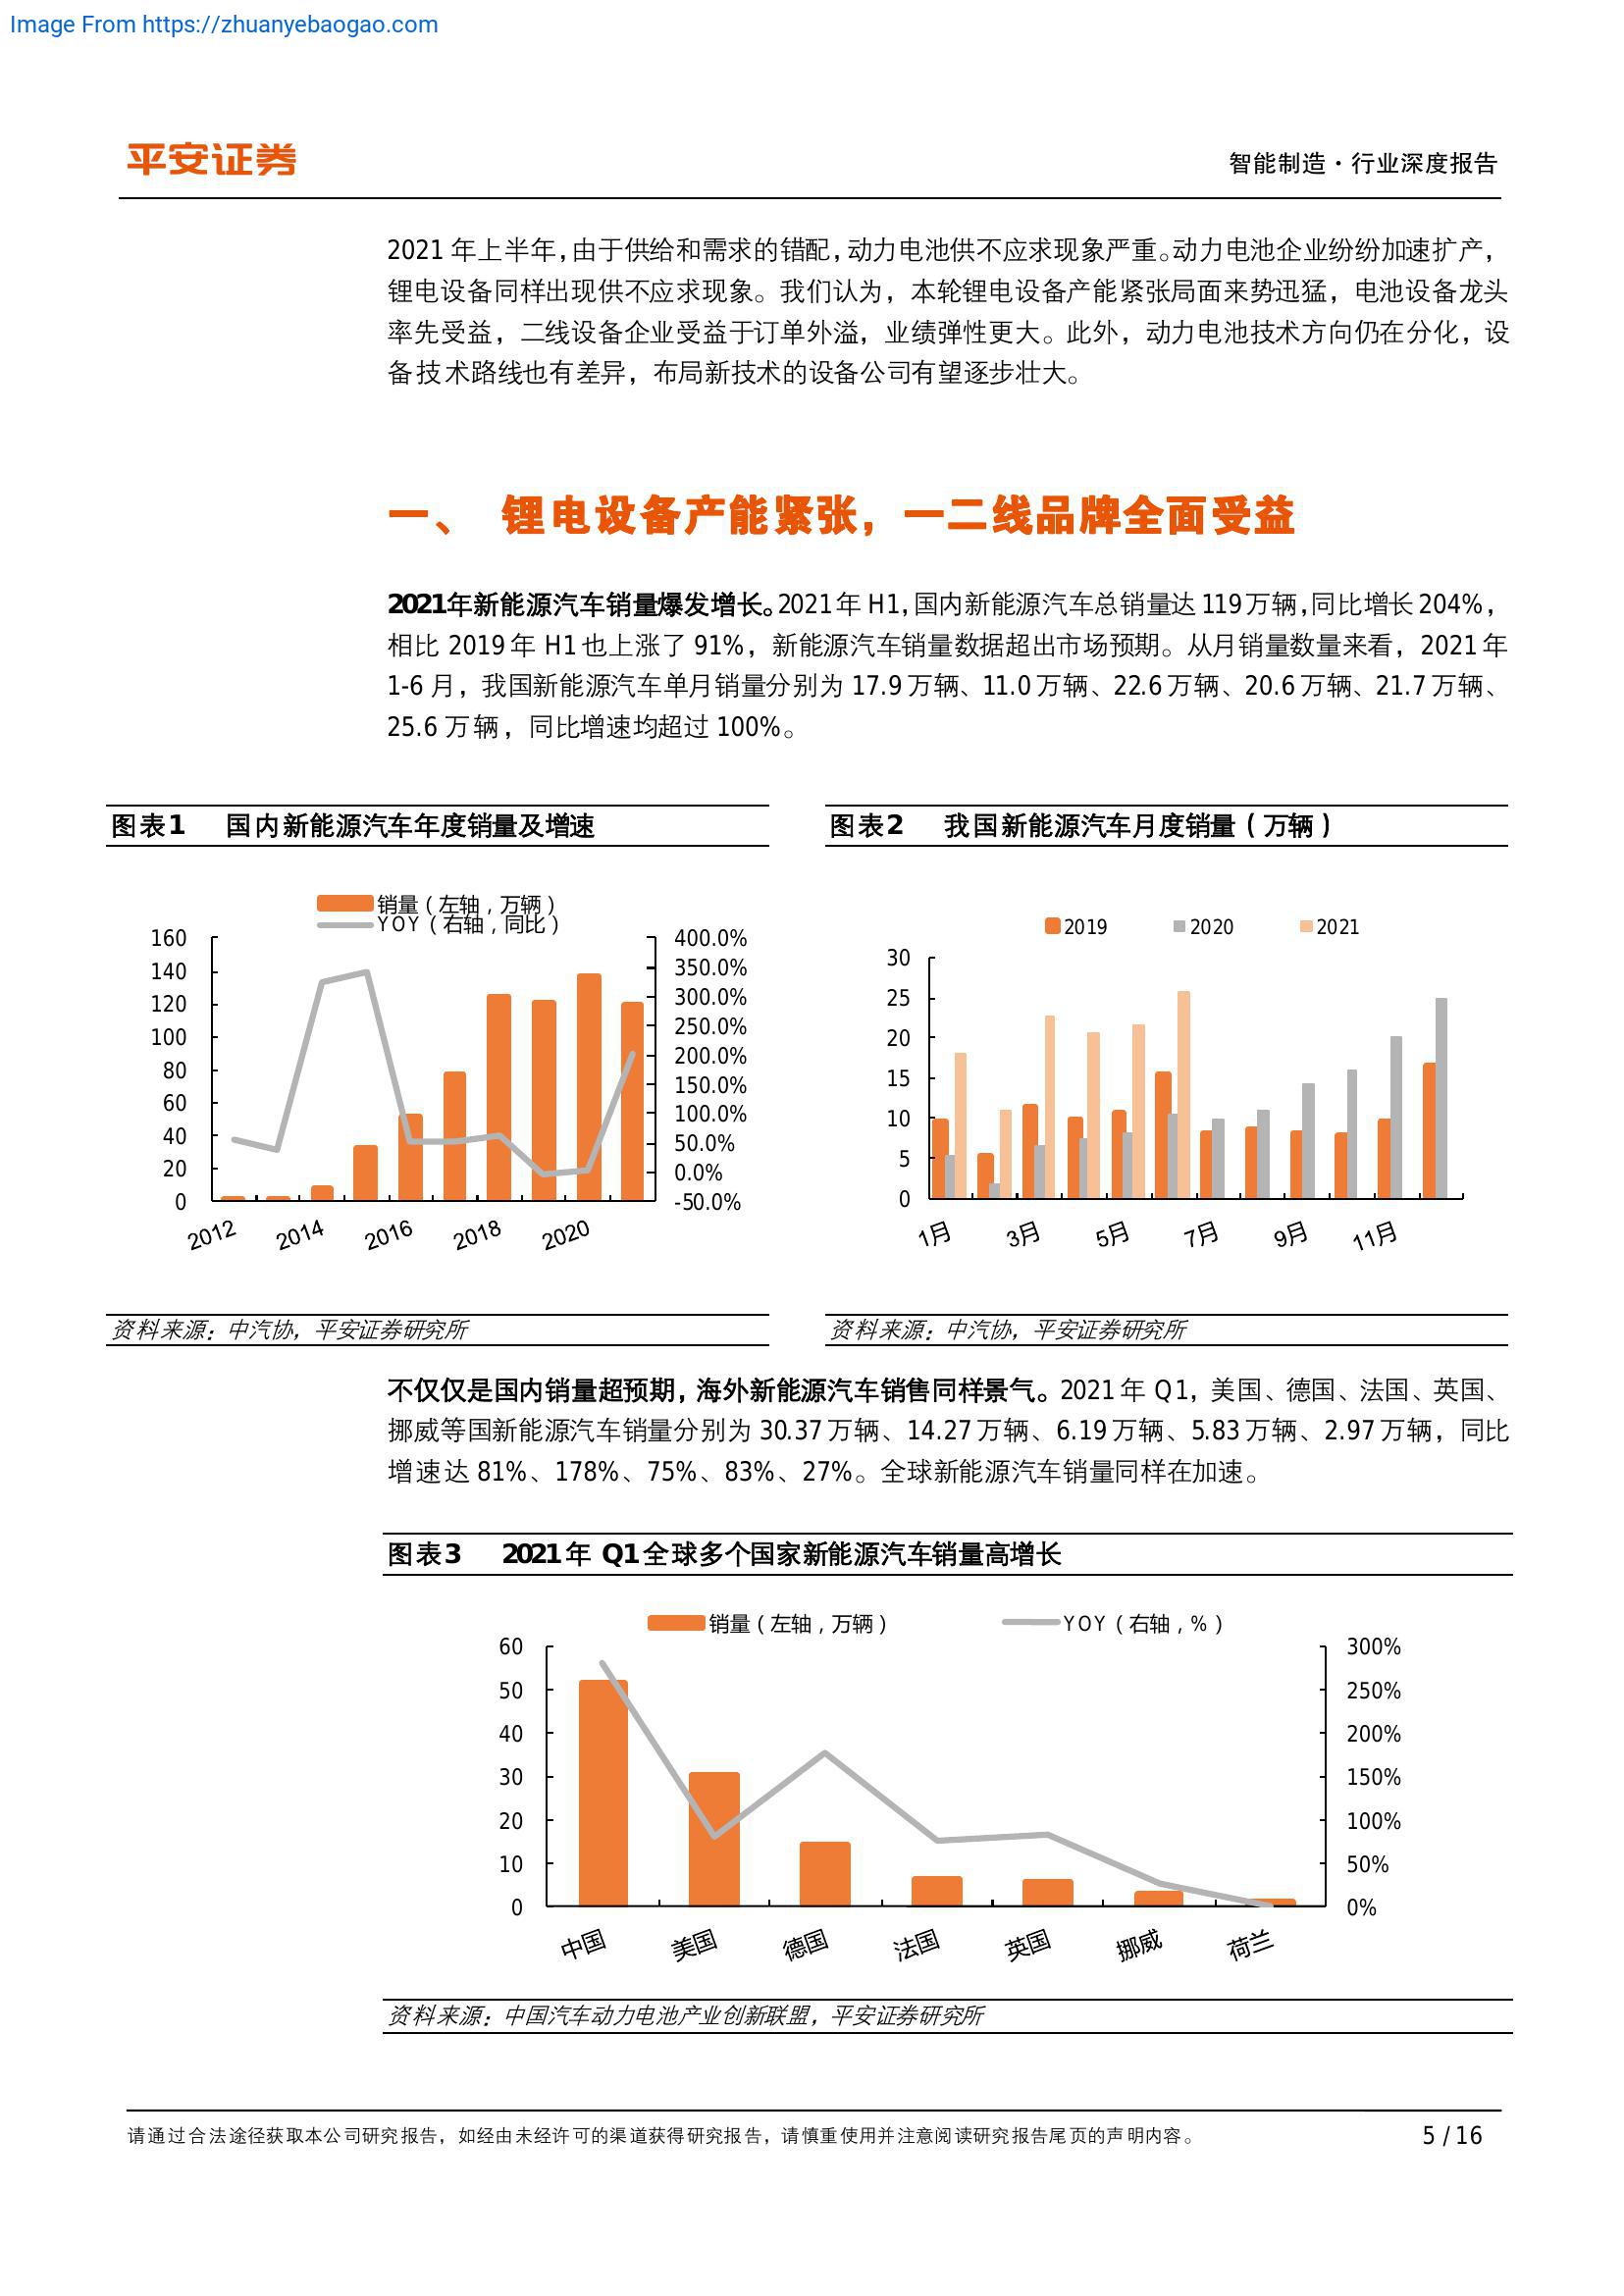 Image From https://zhuanyebaogao.com
平安证券
智能制造·行业深度报告
2021 年上半年，由于供给和需求的错配，动力电池供不应求现象严重。动力电池企业纷纷加速扩产，
锂电设备同样出现供不应求现象。我们认为，本轮锂电设备产能紧张局面来势迅猛，电池设备龙头
率先受益，二线设备企业受益于订单外溢，业绩弹性更大。此外，动力电池技术方向仍在分化，设
备技术路线也有差异，布局新技术的设备公司有望逐步壮大。
一、 锂电设备产能紧张，一二线品牌全面受益
2021年新能源汽车销量爆发增长。2021年 H1，国内新能源汽车总销量达 119万辆，同比增长 204%，
相比 2019年 H1也上涨了 91%，新能源汽车销量数据超出市场预期。从月销量数量来看，2021年
1-6 月，我国新能源汽车单月销量分别为 17.9 万辆、11.0 万辆、22.6 万辆、20.6 万辆、21.7 万辆、
25.6 万辆，同比增速均超过 100%。
图表1 国内新能源汽车年度销量及增速
销量（左轴，万辆）
YOY（右轴，同比）
160
140
120
100
80
60
40
20
0
400.0%
350.0%
300.0%
250.0%
200.0%
150.0%
100.0%
50.0%
0.0%
-50.0%
2012 2014 2016 2018 2020
资料来源：中汽协，平安证券研究所
图表2 我国新能源汽车月度销量（万辆）
2019 2020 2021
30
25
20
15
10
5
0
1月 3月 5月 7月 9月 11月
资料来源：中汽协，平安证券研究所
不仅仅是国内销量超预期，海外新能源汽车销售同样景气。2021 年 Q1，美国、德国、法国、英国、
挪威等国新能源汽车销量分别为 30.37 万辆、14.27 万辆、6.19 万辆、5.83 万辆、2.97 万辆，同比
增速达 81%、178%、75%、83%、27%。全球新能源汽车销量同样在加速。
图表3 2021年 Q1全球多个国家新能源汽车销量高增长
销量（左轴，万辆） YOY（右轴，%）
60
50
40
30
20
10
0
300%
250%
200%
150%
100%
50%
0%
中国 美国 德国 法国 英国 挪威 荷兰
资料来源：中国汽车动力电池产业创新联盟，平安证券研究所
请通过合法途径获取本公司研究报告，如经由未经许可的渠道获得研究报告，请慎重使用并注意阅读研究报告尾页的声明内容。
5 / 16